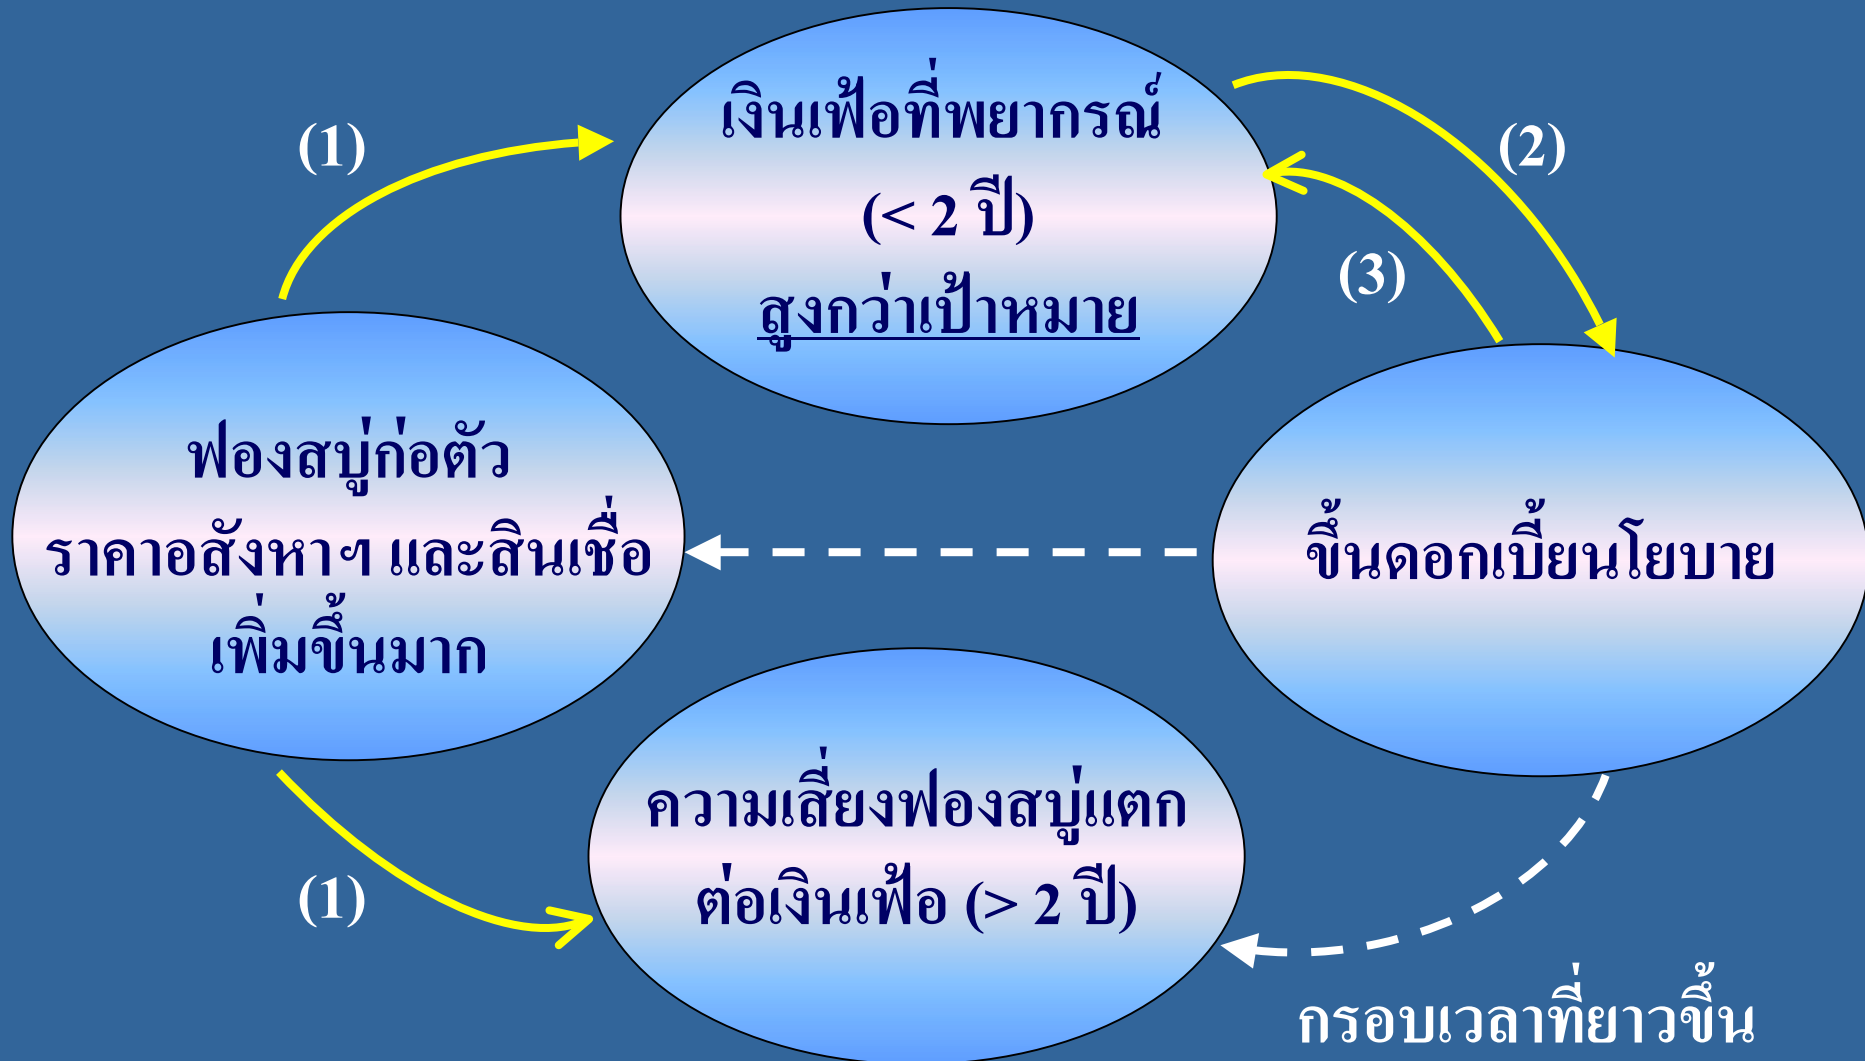 (1)
เงินเฟ้อที่พยากรณ์
(< 2 ปี)
สูงกว่าเป้าหมาย
(2)
(3)
ฟองสบู่ก่อตัว
ราคาอสังหาฯ และสินเชื่อ
เพิ่มขึ้นมาก
ขึ้นดอกเบี้ยนโยบาย
ความเสี่ยงฟองสบู่แตก
ต่อเงินเฟ้อ (> 2 ปี)
(1)
กรอบเวลาที่ยาวขึ้น